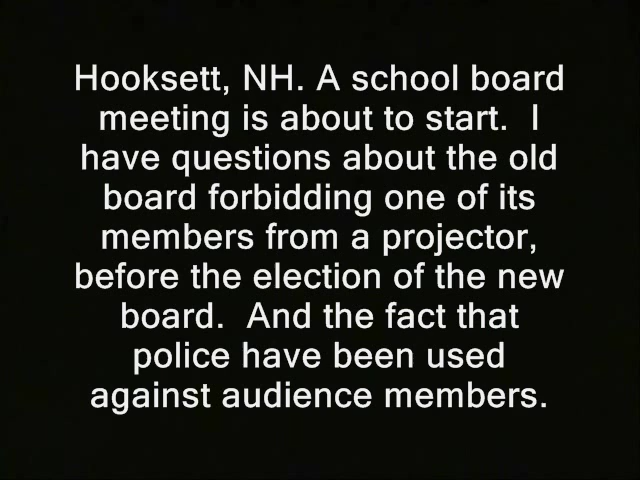 Hooksett, NH. A school board
meeting is about to start.  I
have questions about the old
board forbidding one of its
members from a projector,
before the election of the new
board.  And the fact that
police have been used
against audience members.